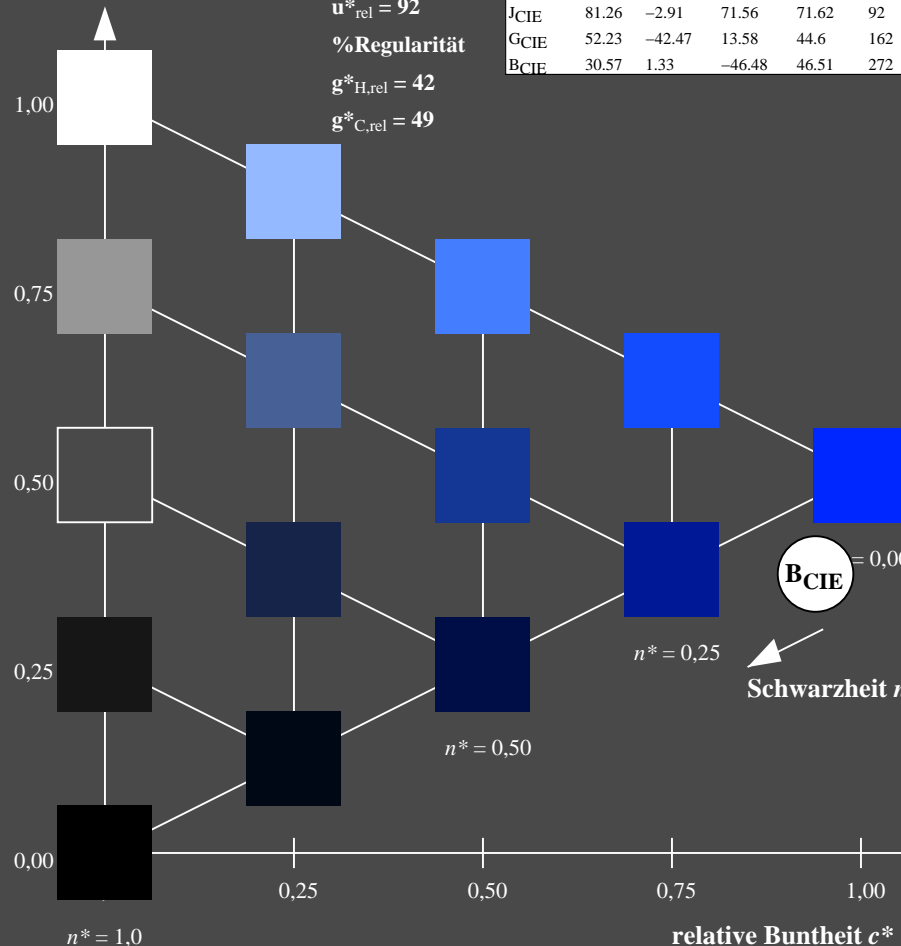 u*rel = 92
%Regularität
g*H,rel = 42
g*C,rel = 49
JCIE 81.26 −2.91 71.56 71.62 92
GCIE 52.23 −42.47 13.58 44.6 162
BCIE 30.57 1.33 −46.48 46.51 272
1,00
0,75
0,50
0,25
0,00
BCIE
= 0,00
n* = 0,25
Schwarzheit n
n* = 0,50
0,25 0,50 0,75 1,00
n* = 1,0
relative Buntheit c*